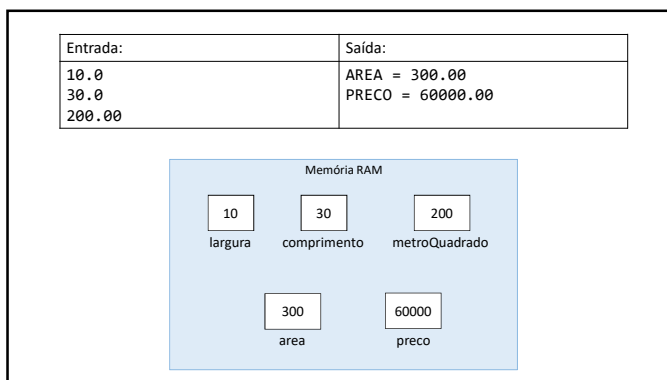 Entrada:
Saída:
10.0
30.0
200.00
AREA = 300.00
PRECO = 60000.00
Memória RAM
10
30
200
largura
comprimento
metroQuadrado
300
60000
area
preco